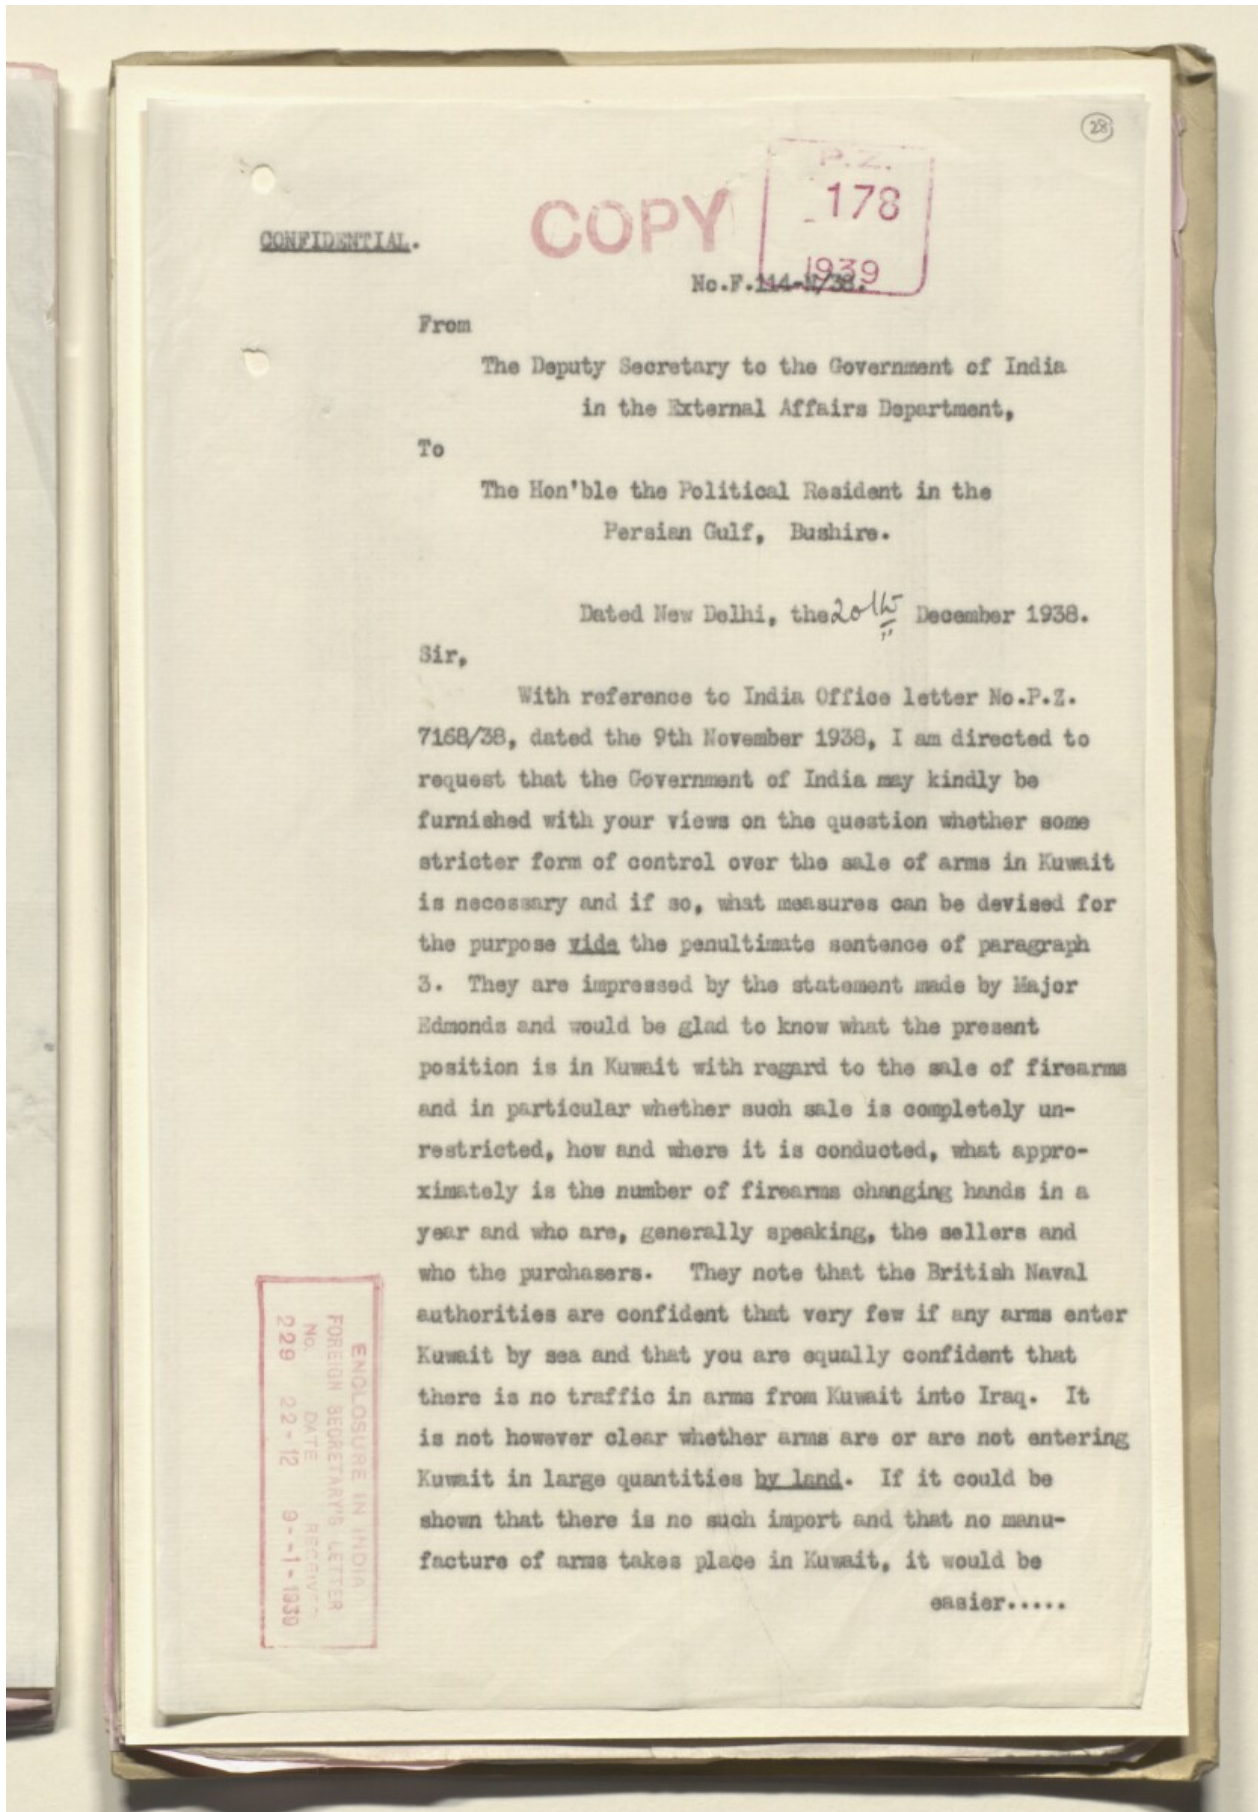 28
P.Z.
178
1939
COPY
CONFIDENTIAL.
No.F.114-N/38.
From
The Deputy Secretary to the Government of India
in the External Affairs Department,
To
The Hon'ble the Political Resident in the
Persian Gulf, Bushire.
Dated New Delhi, the 20th December 1938.
Sir,
With reference to India Office letter No.P.Z.
7168/38, dated the 9th November 1938, I am directed to
request that the Government of India may kindly be
furnished with your views on the question whether some
stricter form of control over the sale of arms in Kuwait
is necessary and if so, what measures can be devised for
the purpose vide the penultimate sentence of paragraph
3. They are impressed by the statement made by Major
Edmonds and would be glad to know what the present
position is in Kuwait with regard to the sale of firearms
and in particular whether such sale is completely un-
restricted, how and where it is conducted, what appro-
ximately is the number of firearms changing hands in a
year and who are, generally speaking, the sellers and
who the purchasers. They note that the British Naval
authorities are confident that very few if any arms enter
Kuwait by sea and that you are equally confident that
there is no traffic in arms from Kuwait into Iraq. It
is not however clear whether arms are or are not entering
Kuwait in large quantities by land. If it could be
shown that there is no such import and that no manu-
facture of arms takes place in Kuwait, it would be
easier.....
ENCLOSURE IN INDIA
FOREIGN SECRETARY'S LETTER
No. DATE RECEIVED
229 22-12 9-1-1939